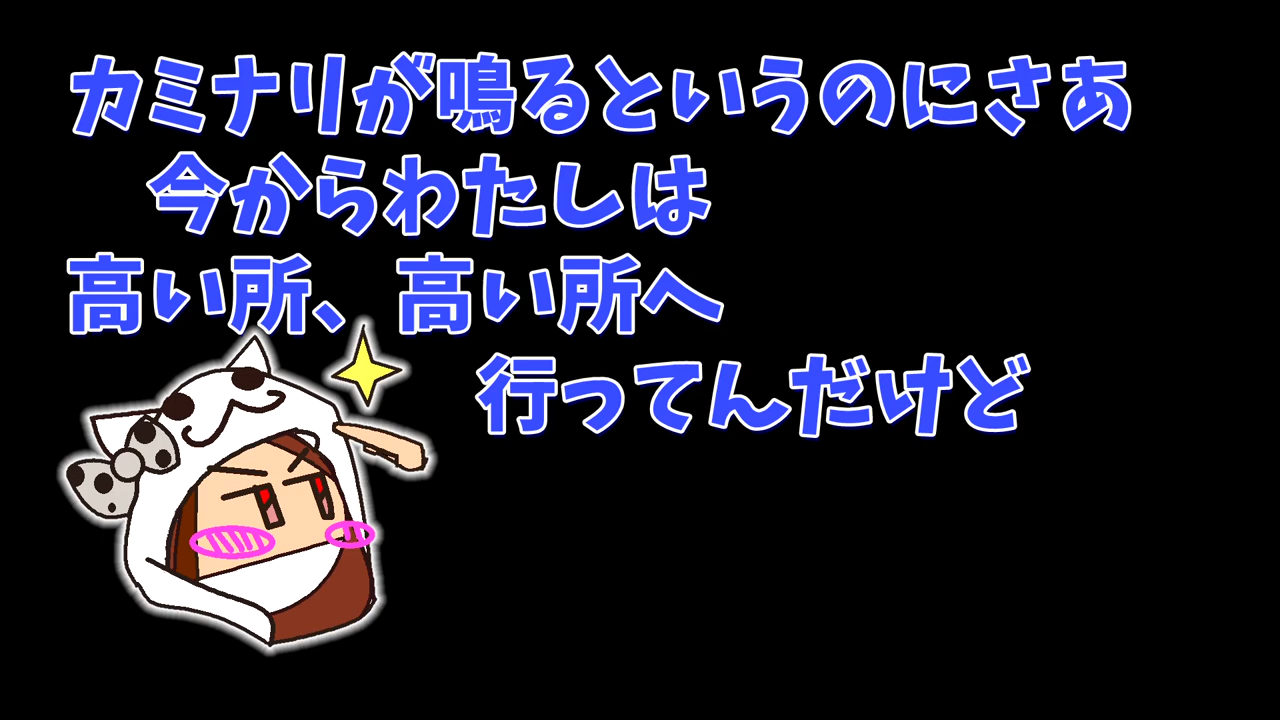 カミナリが鳴るというのにさあ
今からわたしは
高い所、高い所へ
行ってんだけど